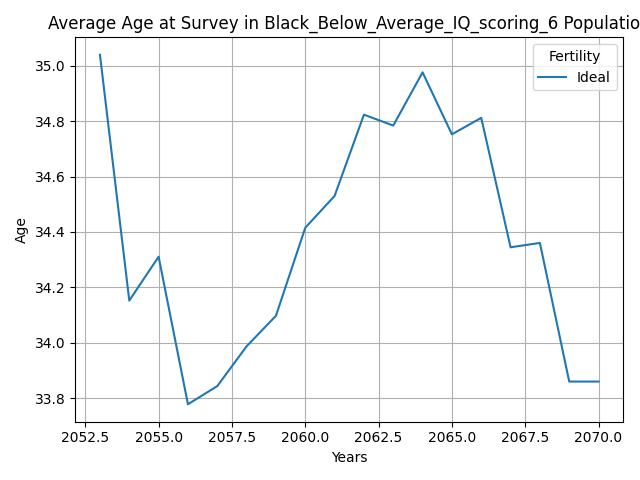 Average Age at Survey in Black_Below_Average_IQ_scoring_6 Populatio
Fertility
Ideal
35.0
34.8
34.6
34.4
34.2
34.0
33.8
Age
2052.5 2055.0 2057.5 2060.0 2062.5 2065.0 2067.5 2070.0
Years